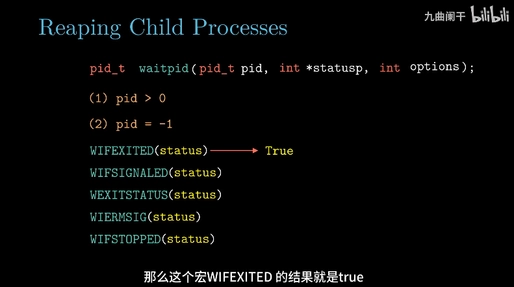 九曲阑干 bilibili
Reaping Child Processes
pid_t waitpid(pid_t pid, int *statusp, int options);
(1) pid > 0
(2) pid = -1
WIFEXITED(status) True
WIFSIGNALED(status)
WEXITSTATUS(status)
WIERMSIG(status)
WIFSTOPPED(status)
那么这个宏WIFEXITED 的结果就是true